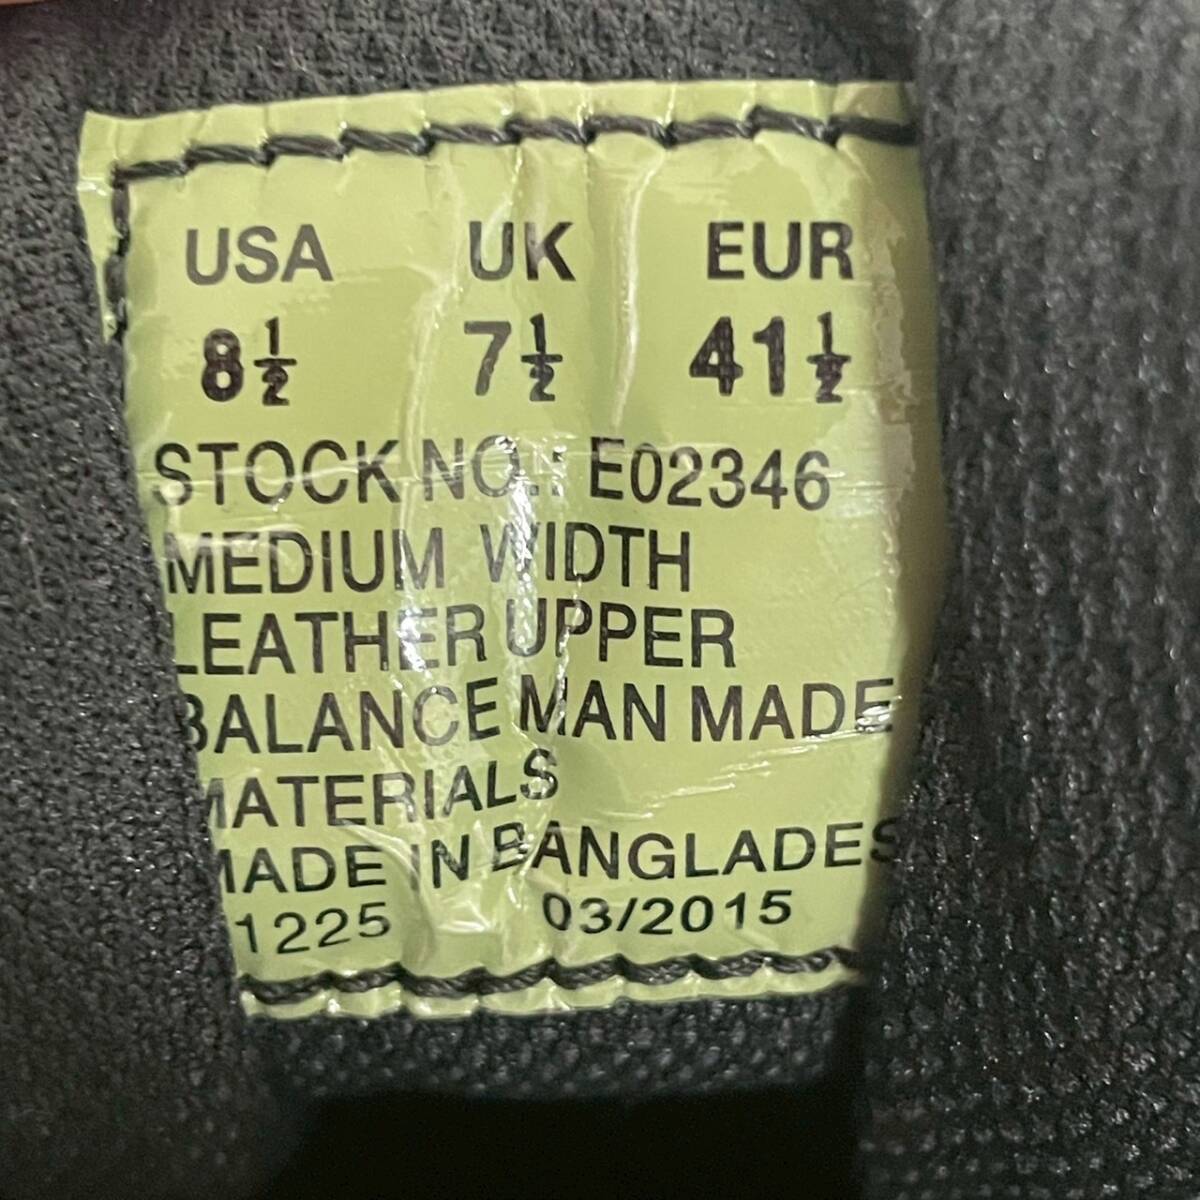 USA UK EUR
8½ 7½ 41½
STOCK NO.: E02346
MEDIUM WIDTH
LEATHER UPPER
BALANCE MAN MADE
MATERIALS
MADE IN BANGLADES
1225 03/2015